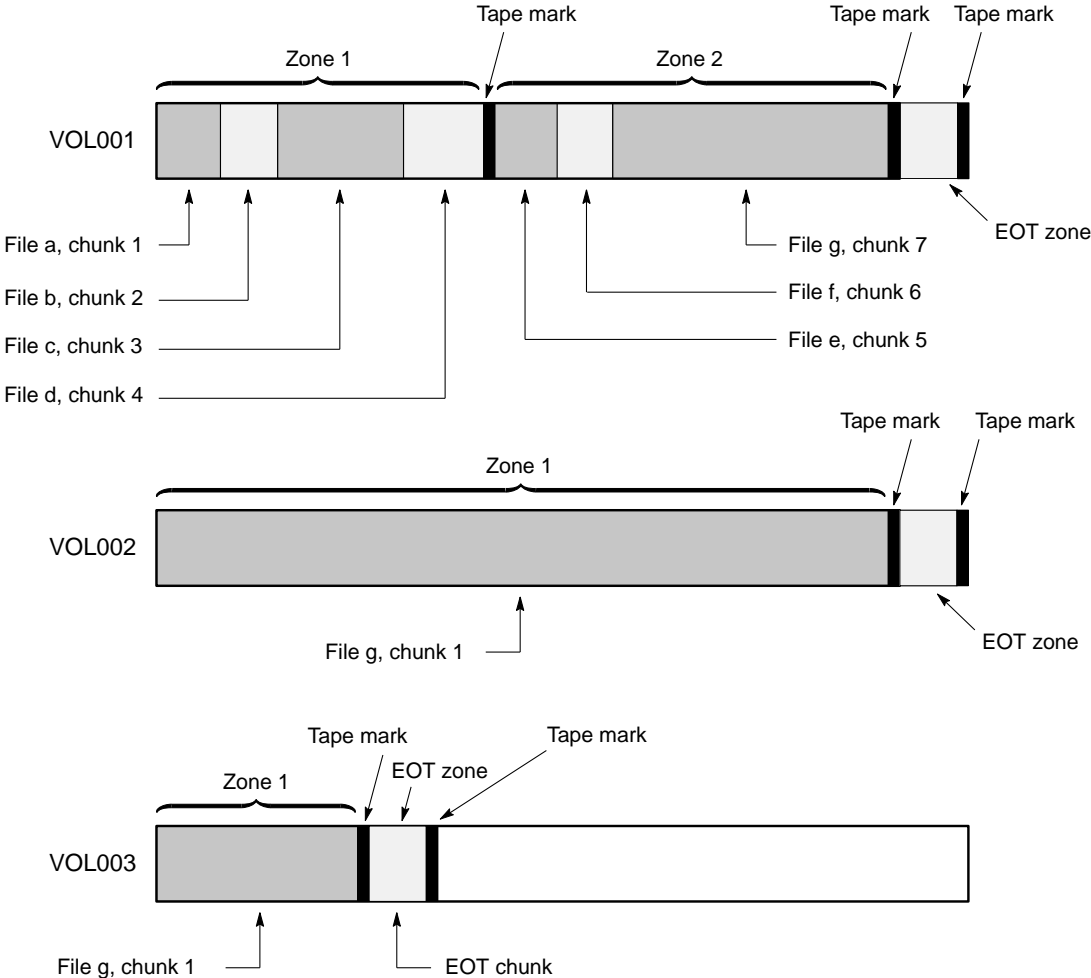 Tape mark
Tape mark
Tape mark
Zone 1
Zone 2
VOL001
File a, chunk 1
File g, chunk 7
EOT zone
File b, chunk 2
File f, chunk 6
File c, chunk 3
File e, chunk 5
File d, chunk 4
Tape mark
Tape mark
Zone 1
VOL002
File g, chunk 1
EOT zone
Tape mark
Tape mark
EOT zone
Zone 1
VOL003
File g, chunk 1
EOT chunk